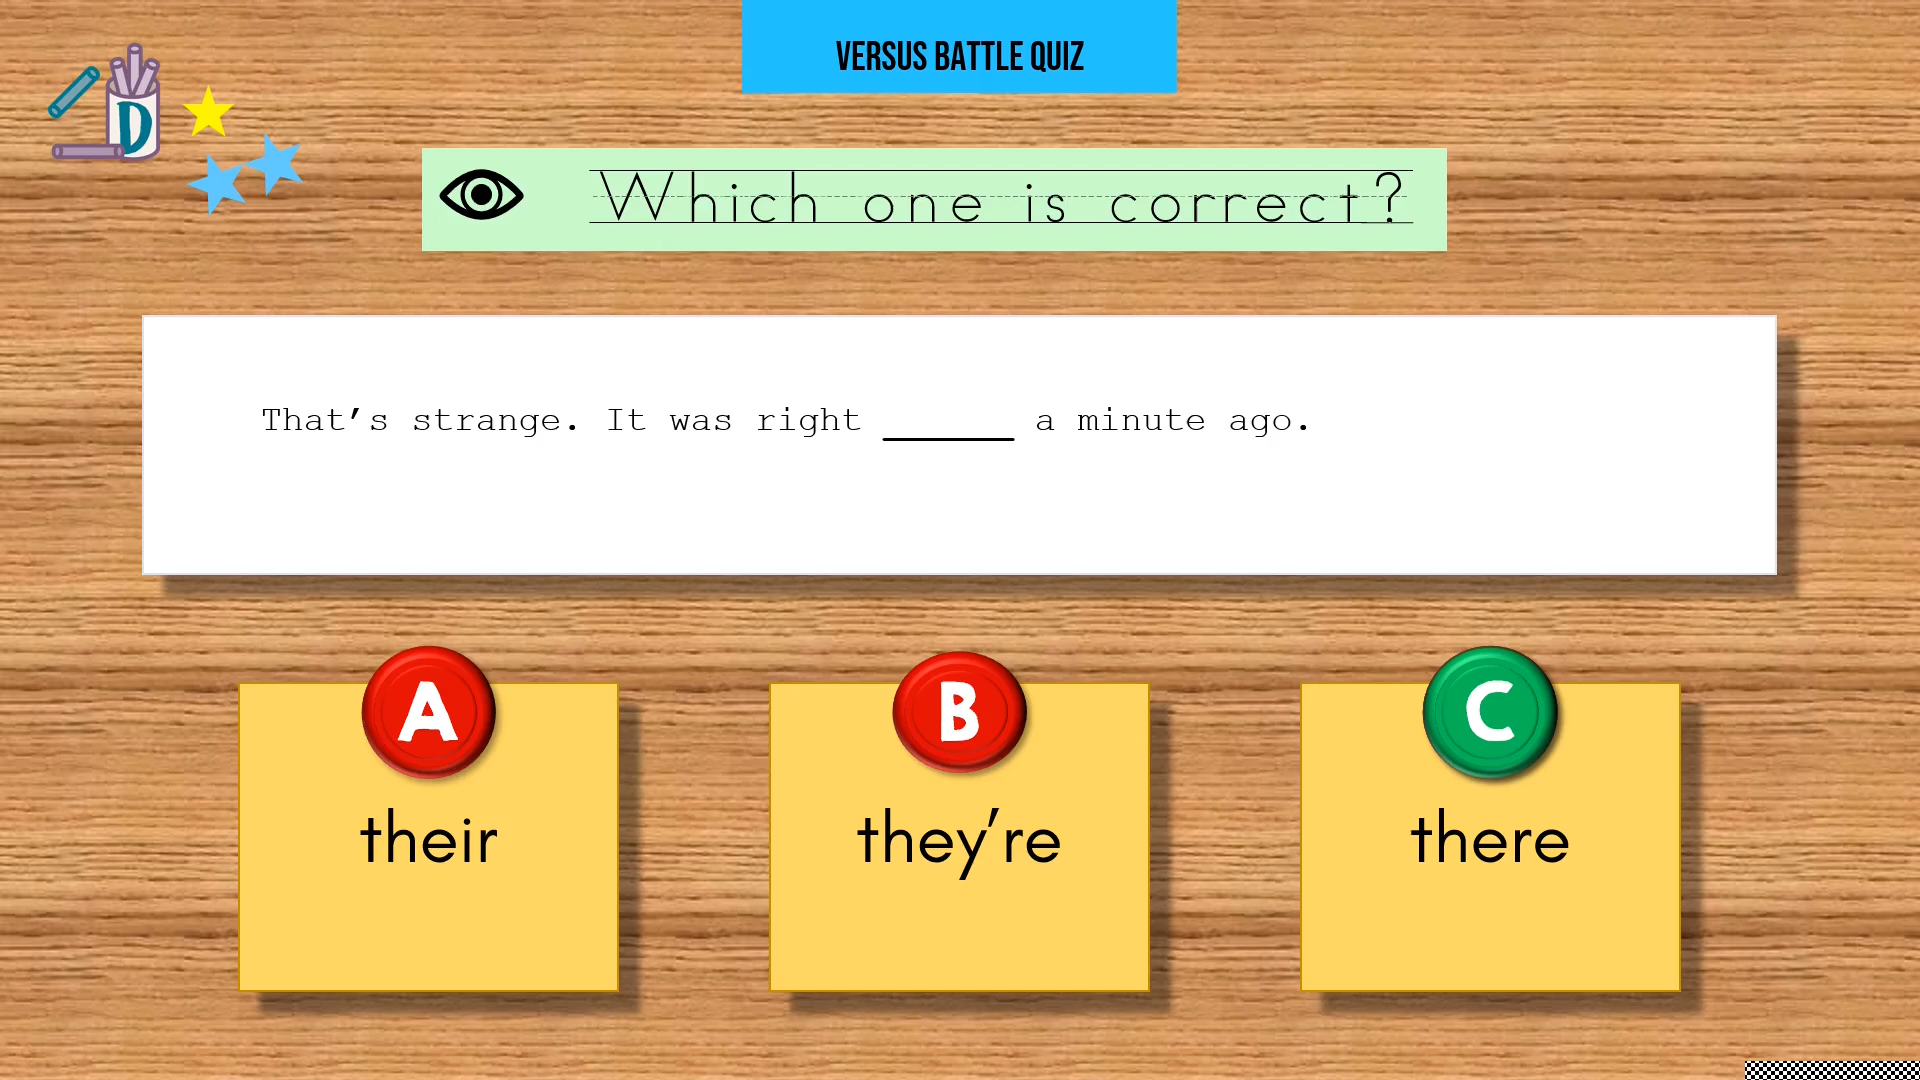 VERSUS BATTLE QUIZ
D
Which one is correct?
That's strange. It was right ______ a minute ago.
A
B
C
their
they're
there